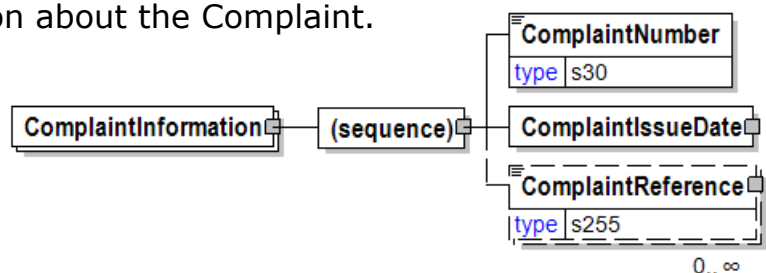 on about the Complaint.
ComplaintNumber
type s30
ComplaintInformation
(sequence)
ComplaintIssueDate
ComplaintReference
type s255
0.. ∞